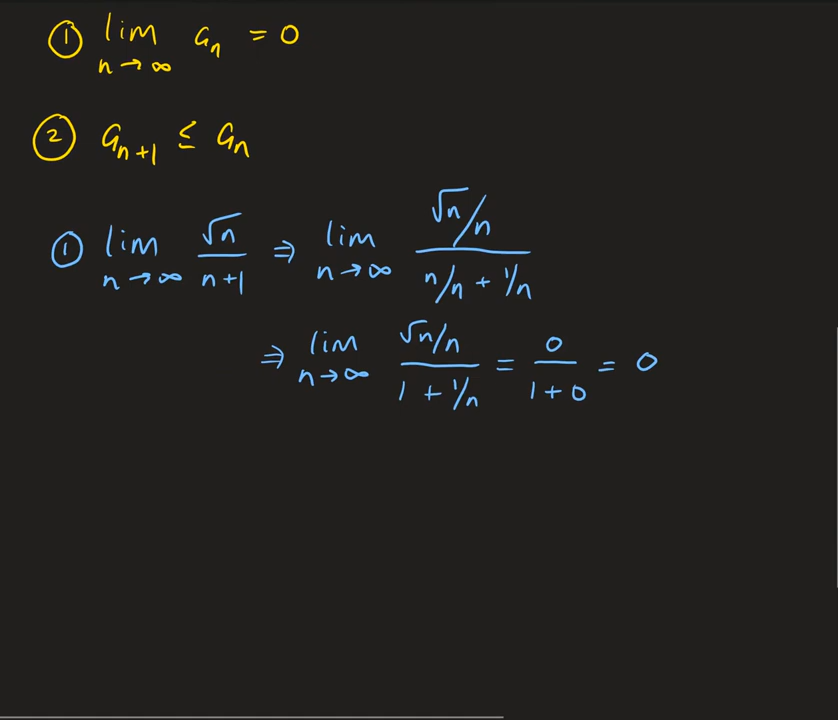 ① lim n→∞ aₙ = 0
② aₙ₊₁ ≤ aₙ
① lim n→∞ √n / (n+1) ⇒ lim n→∞ (√n/n) / (n/n + 1/n)
⇒ lim n→∞ (√n/n) / (1 + 1/n) = 0 / (1+0) = 0